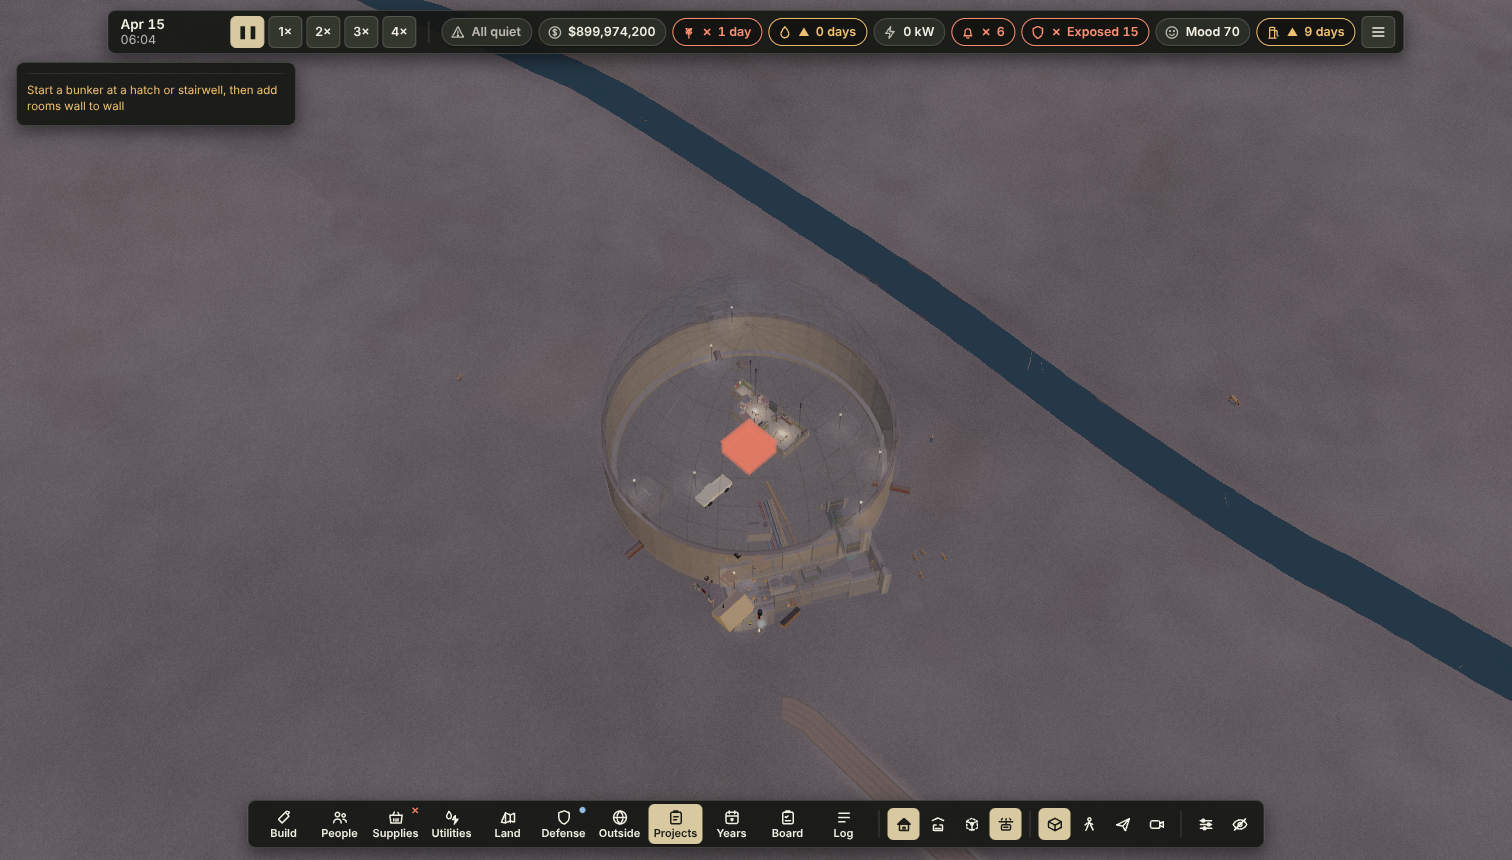 Apr 15
06:04
1×
2×
3×
4×
All quiet
$899,974,200
× 1 day
0 days
0 kW
× 6
× Exposed 15
Mood 70
9 days
Start a bunker at a hatch or stairwell, then add
rooms wall to wall
Build
People
Supplies
Utilities
Land
Defense
Outside
Projects
Years
Board
Log